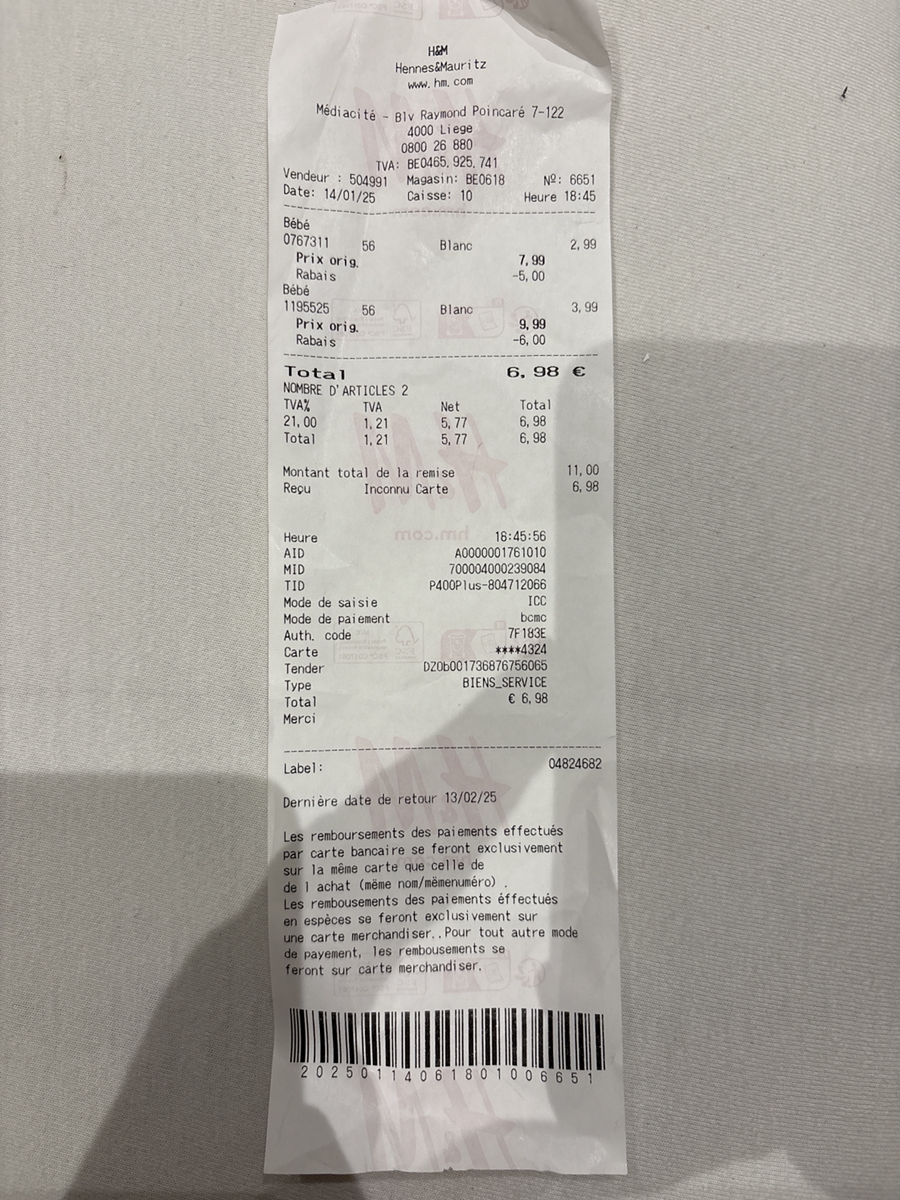 H&M
Hennes&Mauritz
www.hm.com
Médiacité - Blv Raymond Poincaré 7-122
4000 Liege
0800 26 880
TVA: BE0465.925.741
Vendeur : 504991 Magasin: BE0618 Nº: 6651
Date: 14/01/25 Caisse: 10 Heure 18:45
Bébé
0767311 56 Blanc 2,99
Prix orig. 7,99
Rabais -5,00
Bébé
1195525 56 Blanc 3,99
Prix orig. 9,99
Rabais -6,00
Total 6,98 €
NOMBRE D'ARTICLES 2
TVA% TVA Net Total
21,00 1,21 5,77 6,98
Total 1,21 5,77 6,98
Montant total de la remise 11,00
Reçu Inconnu Carte 6,98
hm.com
Heure 18:45:56
AID A0000001761010
MID 700004000239084
TID P400Plus-804712066
Mode de saisie ICC
Mode de paiement bcmc
Auth. code 7F183E
Carte ****4324
Tender DZ0b001736876756065
Type BIENS_SERVICE
Total € 6,98
Merci
Label: 04824682
Dernière date de retour 13/02/25
Les remboursements des paiements effectués
par carte bancaire se feront exclusivement
sur la même carte que celle de
de l achat (mëme nom/mëmenuméro) .
Les rembousements des paiements éffectués
en espèces se feront exclusivement sur
une carte merchandiser..Pour tout autre mode
de payement, les rembousements se
feront sur carte merchandiser.
20250114061801006651